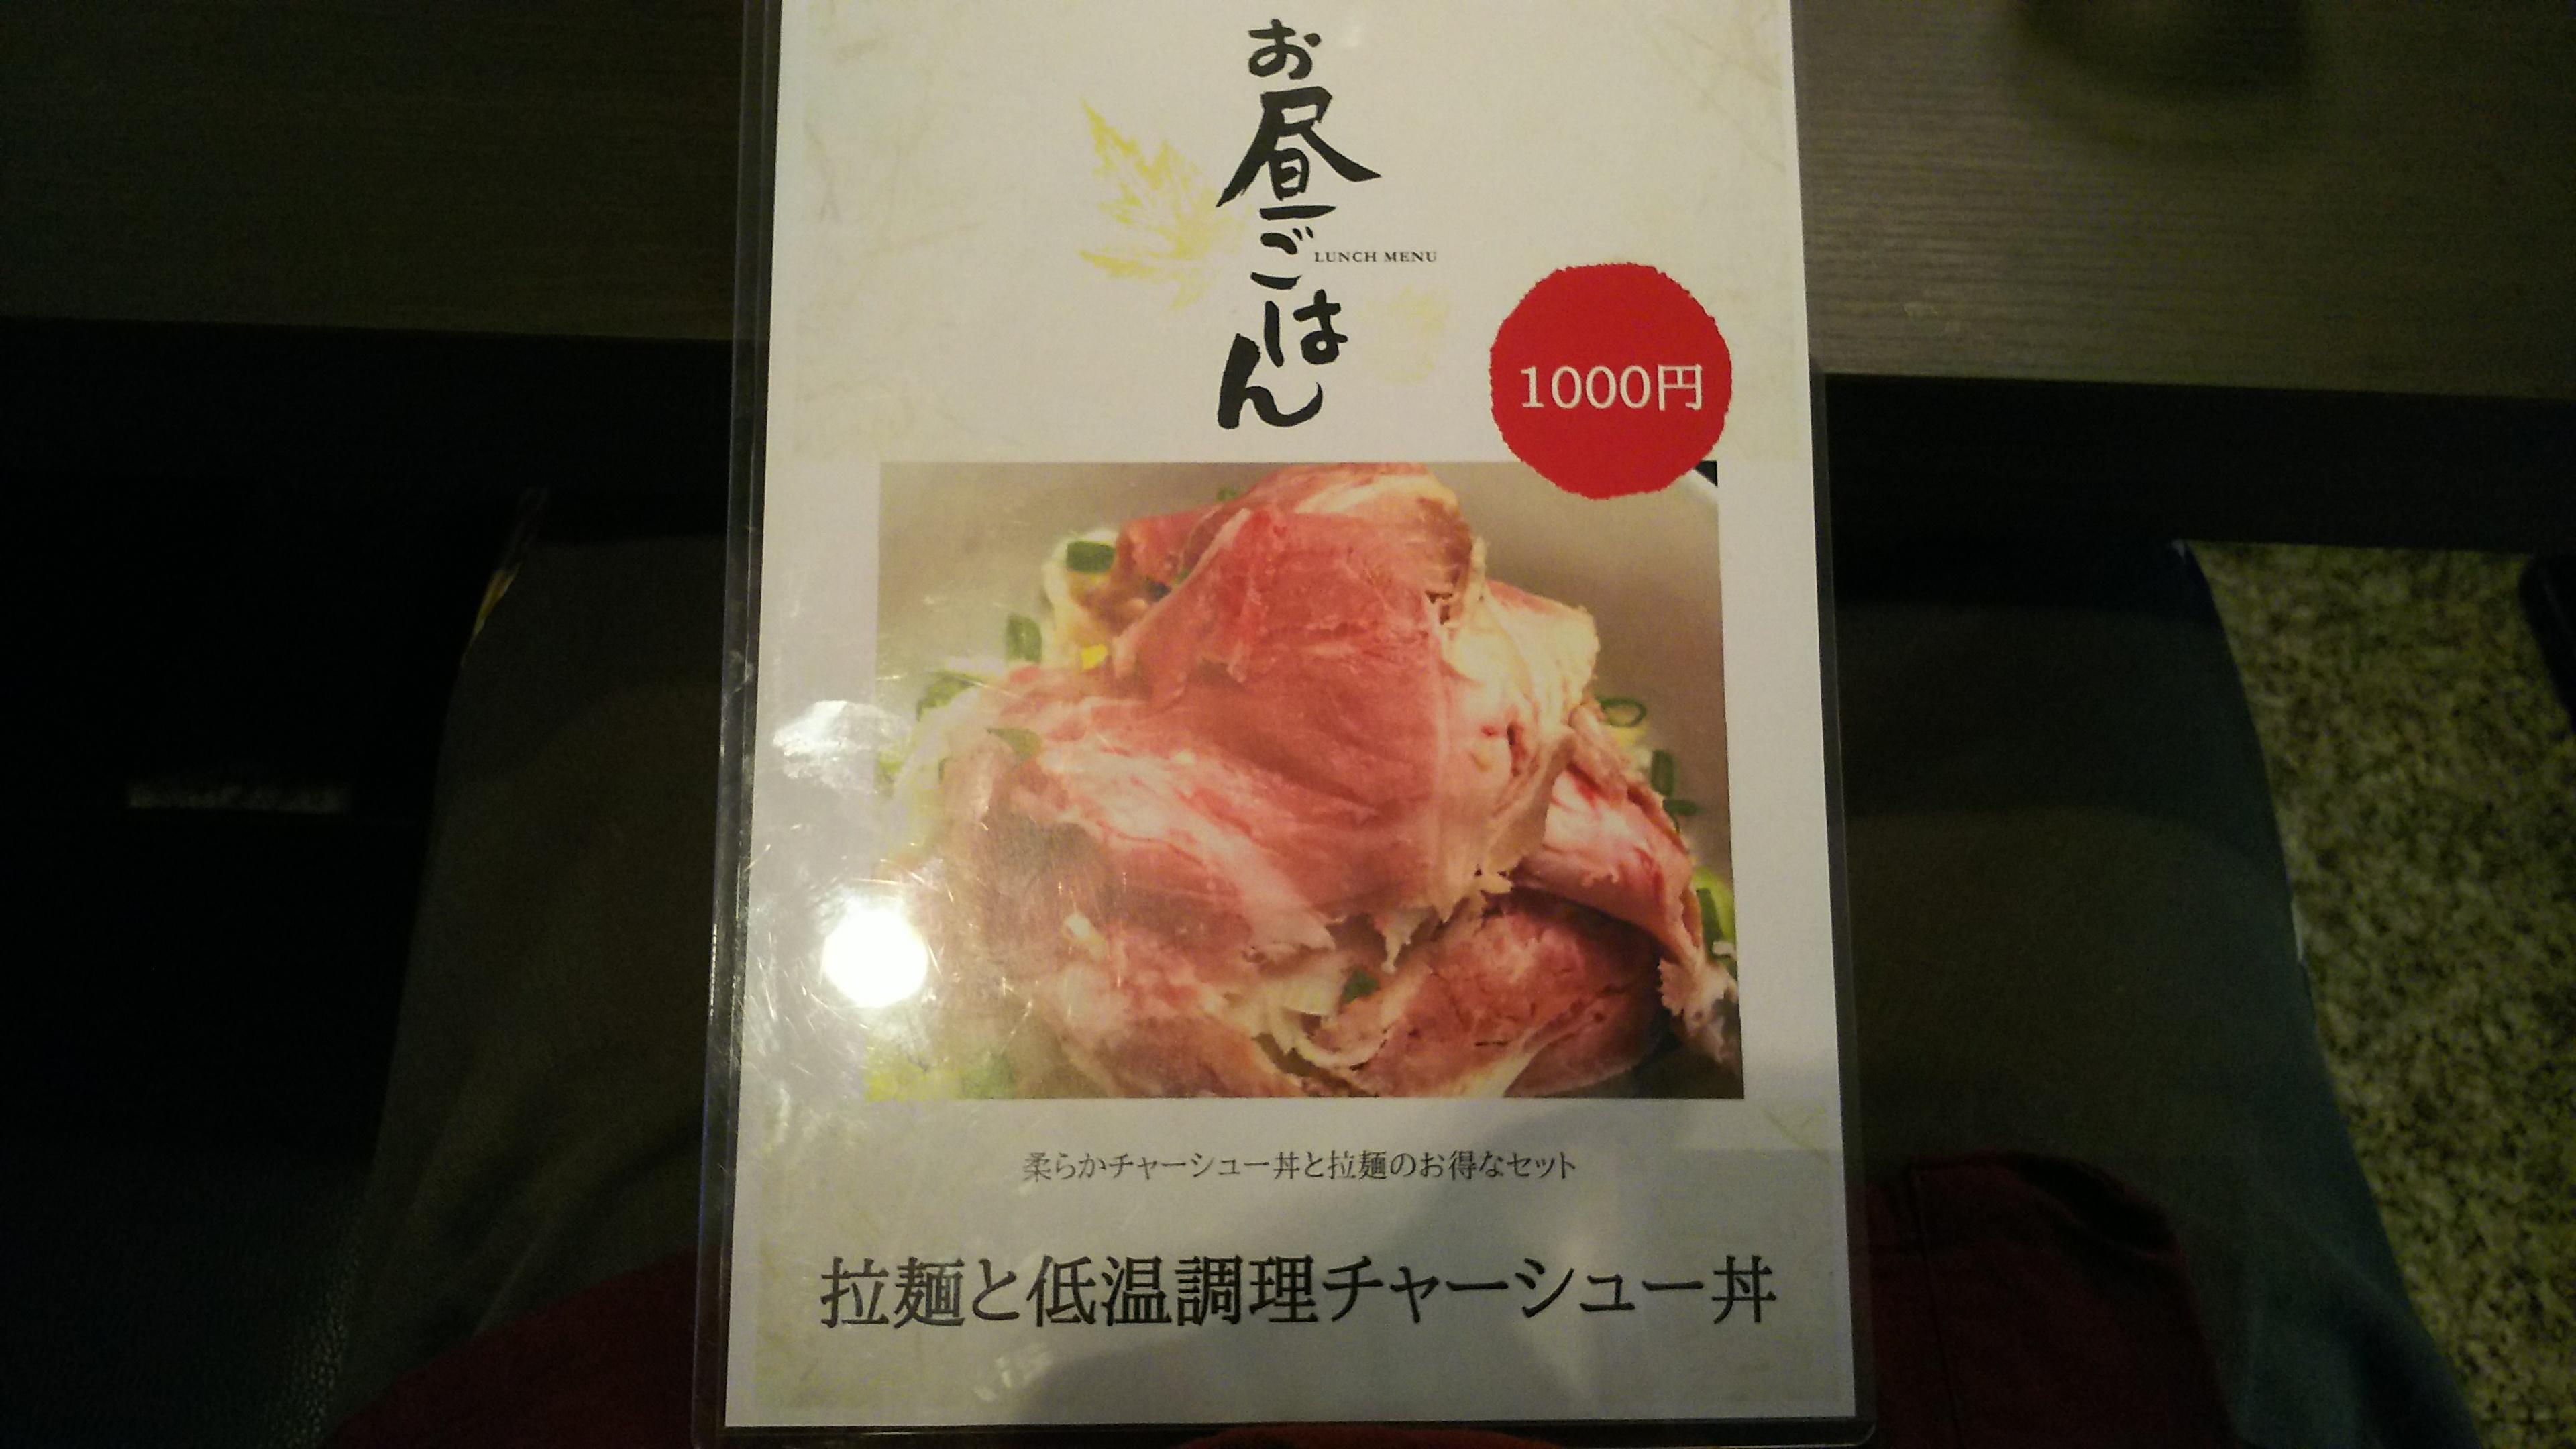 お昼ごはん
LUNCH MENU
1000円
柔らかチャーシュー丼と拉麺のお得なセット
拉麺と低温調理チャーシュー丼